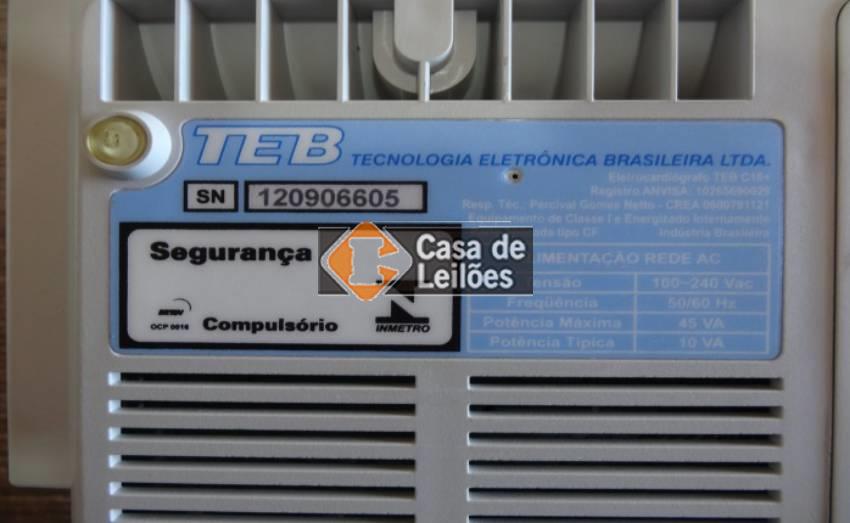 TEB TECNOLOGIA ELETRÔNICA BRASILEIRA LTDA.
SN 120906605
Eletrocardiógrafo TEB C10+
Registro ANVISA:
Resp. Téc.: Percival Gomes Netto - CREA 0600791121
Equipamento de Classe I e Energizado Internamente
tipo CF Indústria Brasileira
Segurança
Casa de
Leilões
OCP 0016
Compulsório
INMETRO
ALIMENTAÇÃO REDE AC
Tensão 100~240 Vac
Freqüência 50/60 Hz
Potência Máxima 45 VA
Potência Típica 10 VA